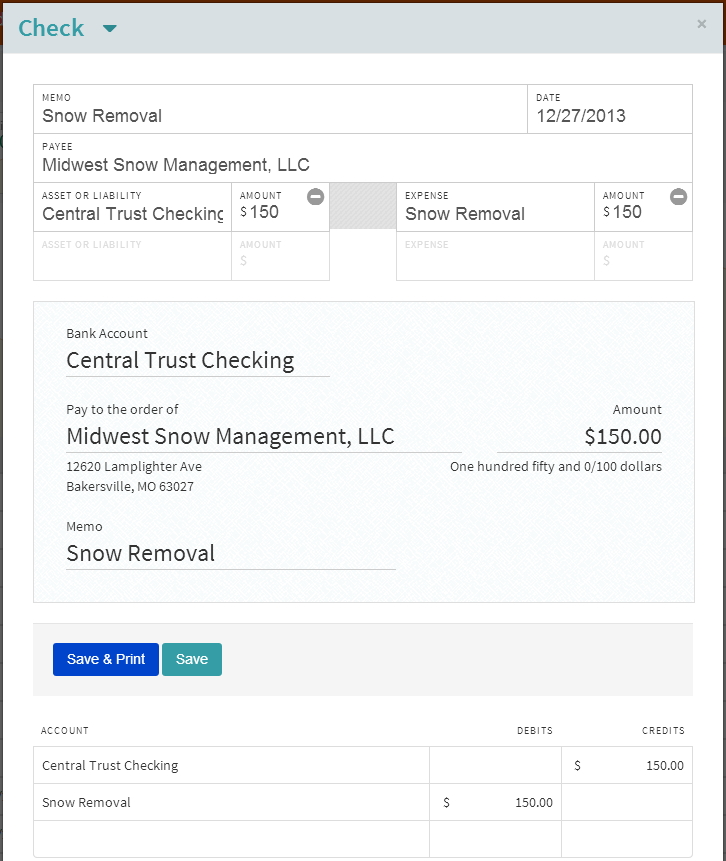 Check
×
MEMO DATE
Snow Removal 12/27/2013
PAYEE
Midwest Snow Management, LLC
ASSET OR LIABILITY AMOUNT EXPENSE AMOUNT
Central Trust Checking $ 150 Snow Removal $ 150
ASSET OR LIABILITY AMOUNT EXPENSE AMOUNT
$ $
Bank Account
Central Trust Checking
Pay to the order of Amount
Midwest Snow Management, LLC $150.00
12620 Lamplighter Ave One hundred fifty and 0/100 dollars
Bakersville, MO 63027
Memo
Snow Removal
Save & Print Save
ACCOUNT DEBITS CREDITS
Central Trust Checking $ 150.00
Snow Removal $ 150.00